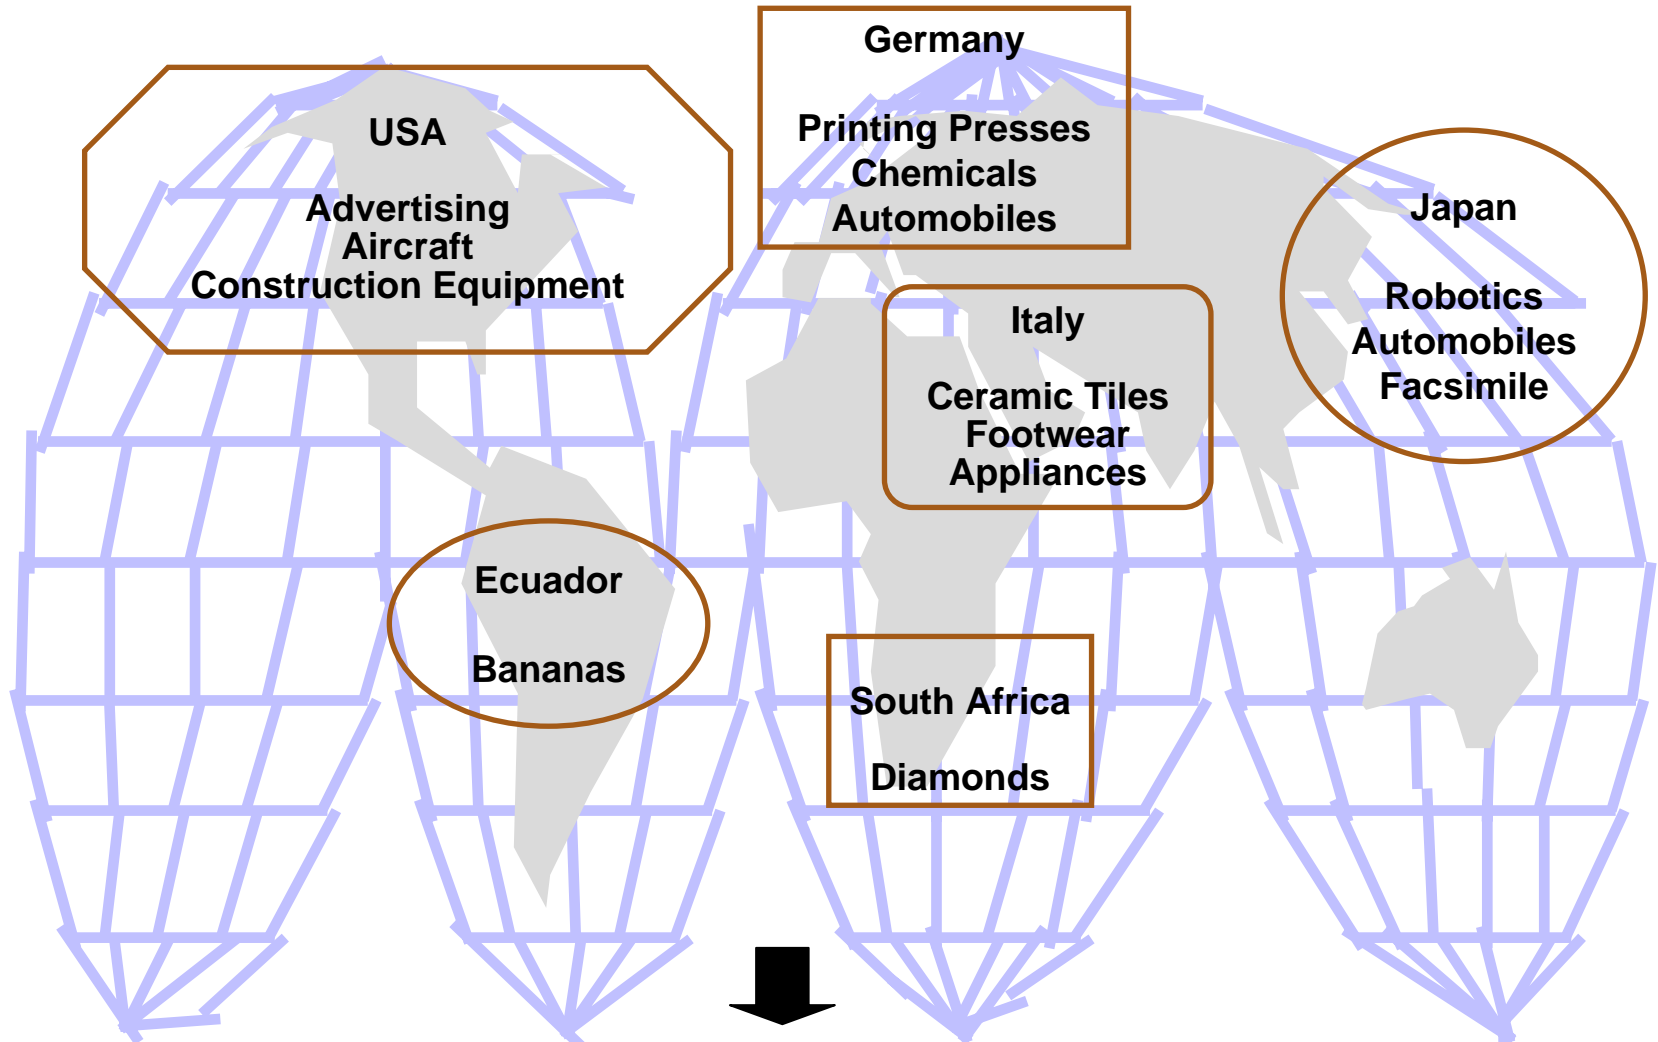 USA
Advertising
Aircraft
Construction Equipment
Germany
Printing Presses
Chemicals
Automobiles
Japan
Robotics
Automobiles
Facsimile
Italy
Ceramic Tiles
Footwear
Appliances
Ecuador
Bananas
South Africa
Diamonds